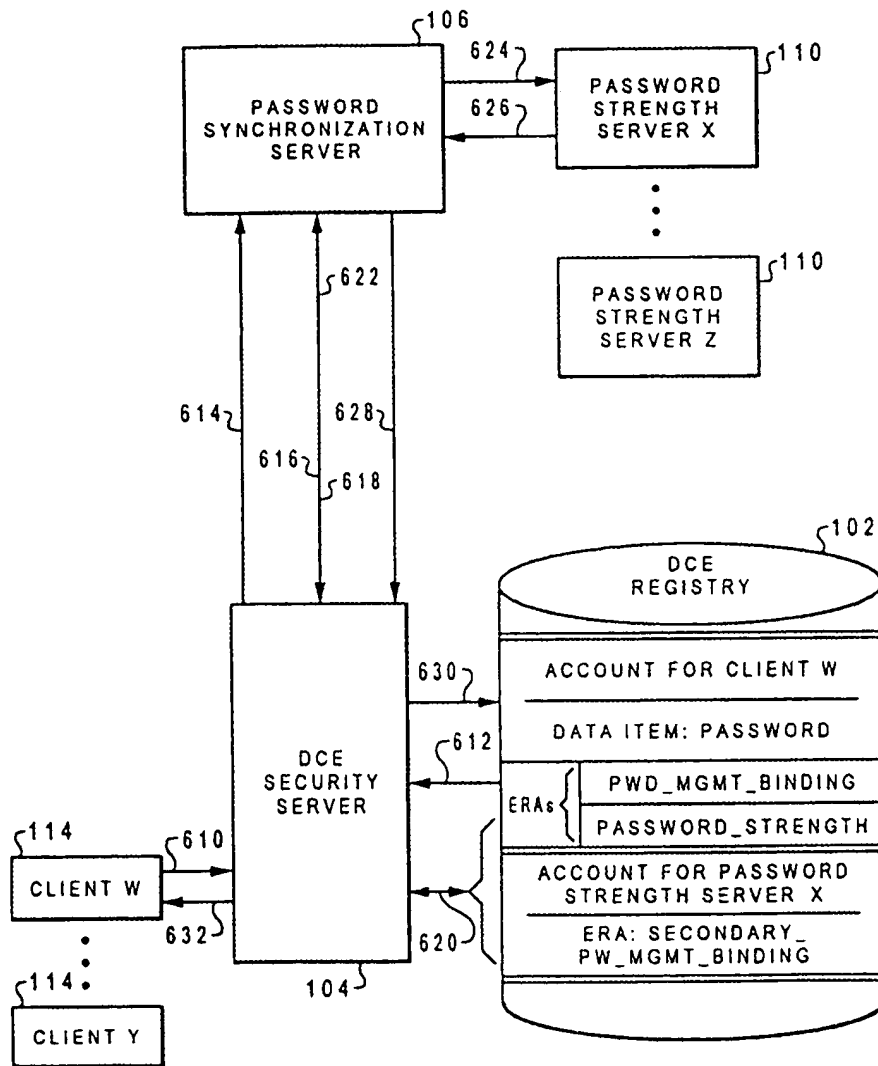 106
PASSWORD
SYNCHRONIZATION
SERVER
624
626
110
PASSWORD
STRENGTH
SERVER X
110
PASSWORD
STRENGTH
SERVER Z
622
614
628
616
618
102
DCE
REGISTRY
ACCOUNT FOR CLIENT W
DATA ITEM: PASSWORD
ERAs
PWD_MGMT_BINDING
PASSWORD_STRENGTH
ACCOUNT FOR PASSWORD
STRENGTH SERVER X
ERA: SECONDARY_
PW_MGMT_BINDING
630
612
620
DCE
SECURITY
SERVER
104
114
CLIENT W
610
632
114
CLIENT Y